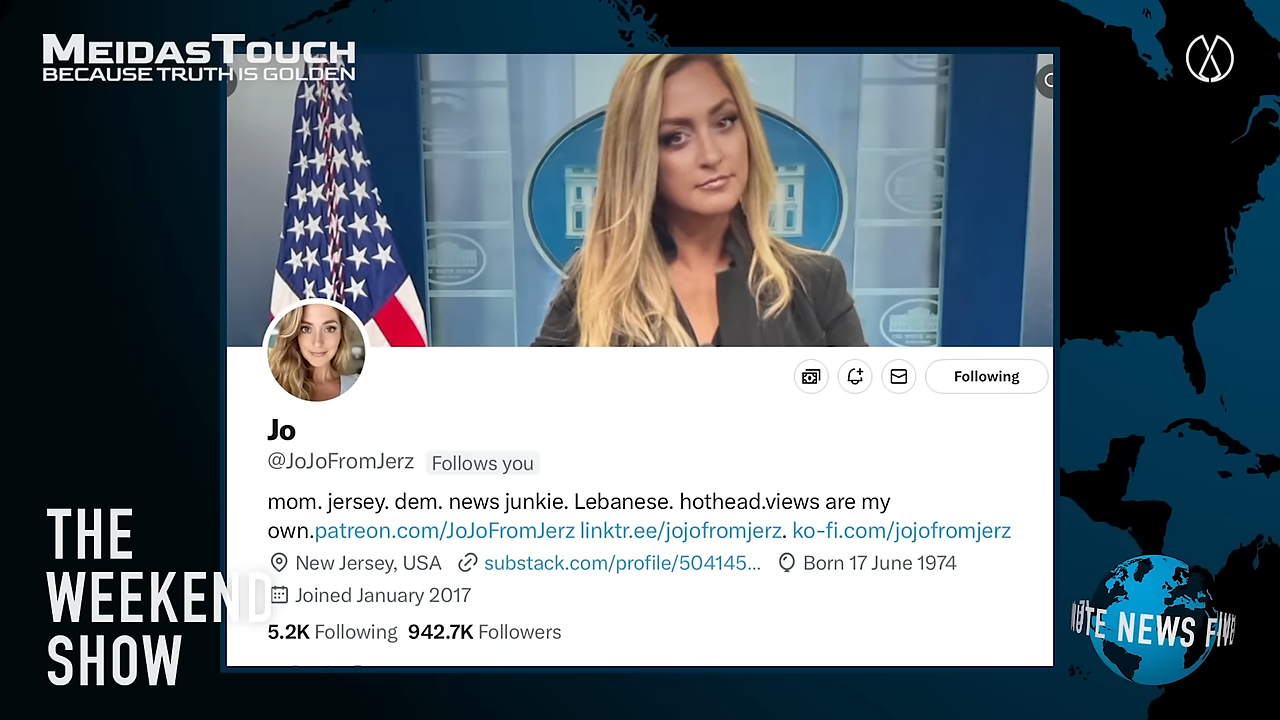 MEIDASTOUCH
BECAUSE TRUTH IS GOLDEN
Following
Jo
@JoJoFromJerz Follows you
mom. jersey. dem. news junkie. Lebanese. hothead.views are my
own.patreon.com/JoJoFromJerz linktr.ee/jojofromjerz. ko-fi.com/jojofromjerz
New Jersey, USA substack.com/profile/504145... Born 17 June 1974
Joined January 2017
5.2K Following 942.7K Followers
THE
WEEKEND
SHOW
NEWS